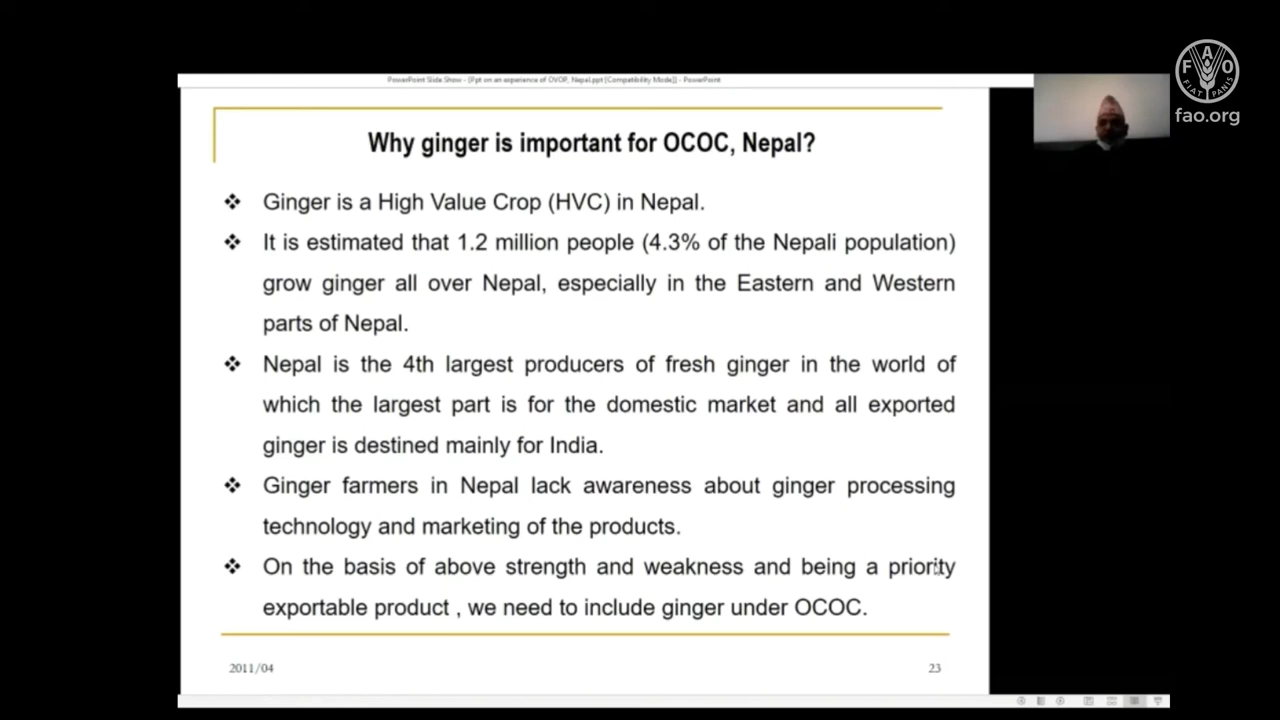 PowerPoint Slide Show - [Ppt on an experience of OVOP, Nepal.ppt [Compatibility Mode]] - PowerPoint
FAO
FIAT PANIS
fao.org
Why ginger is important for OCOC, Nepal?
❖ Ginger is a High Value Crop (HVC) in Nepal.
❖ It is estimated that 1.2 million people (4.3% of the Nepali population)
grow ginger all over Nepal, especially in the Eastern and Western
parts of Nepal.
❖ Nepal is the 4th largest producers of fresh ginger in the world of
which the largest part is for the domestic market and all exported
ginger is destined mainly for India.
❖ Ginger farmers in Nepal lack awareness about ginger processing
technology and marketing of the products.
❖ On the basis of above strength and weakness and being a priority
exportable product , we need to include ginger under OCOC.
2011/04
23